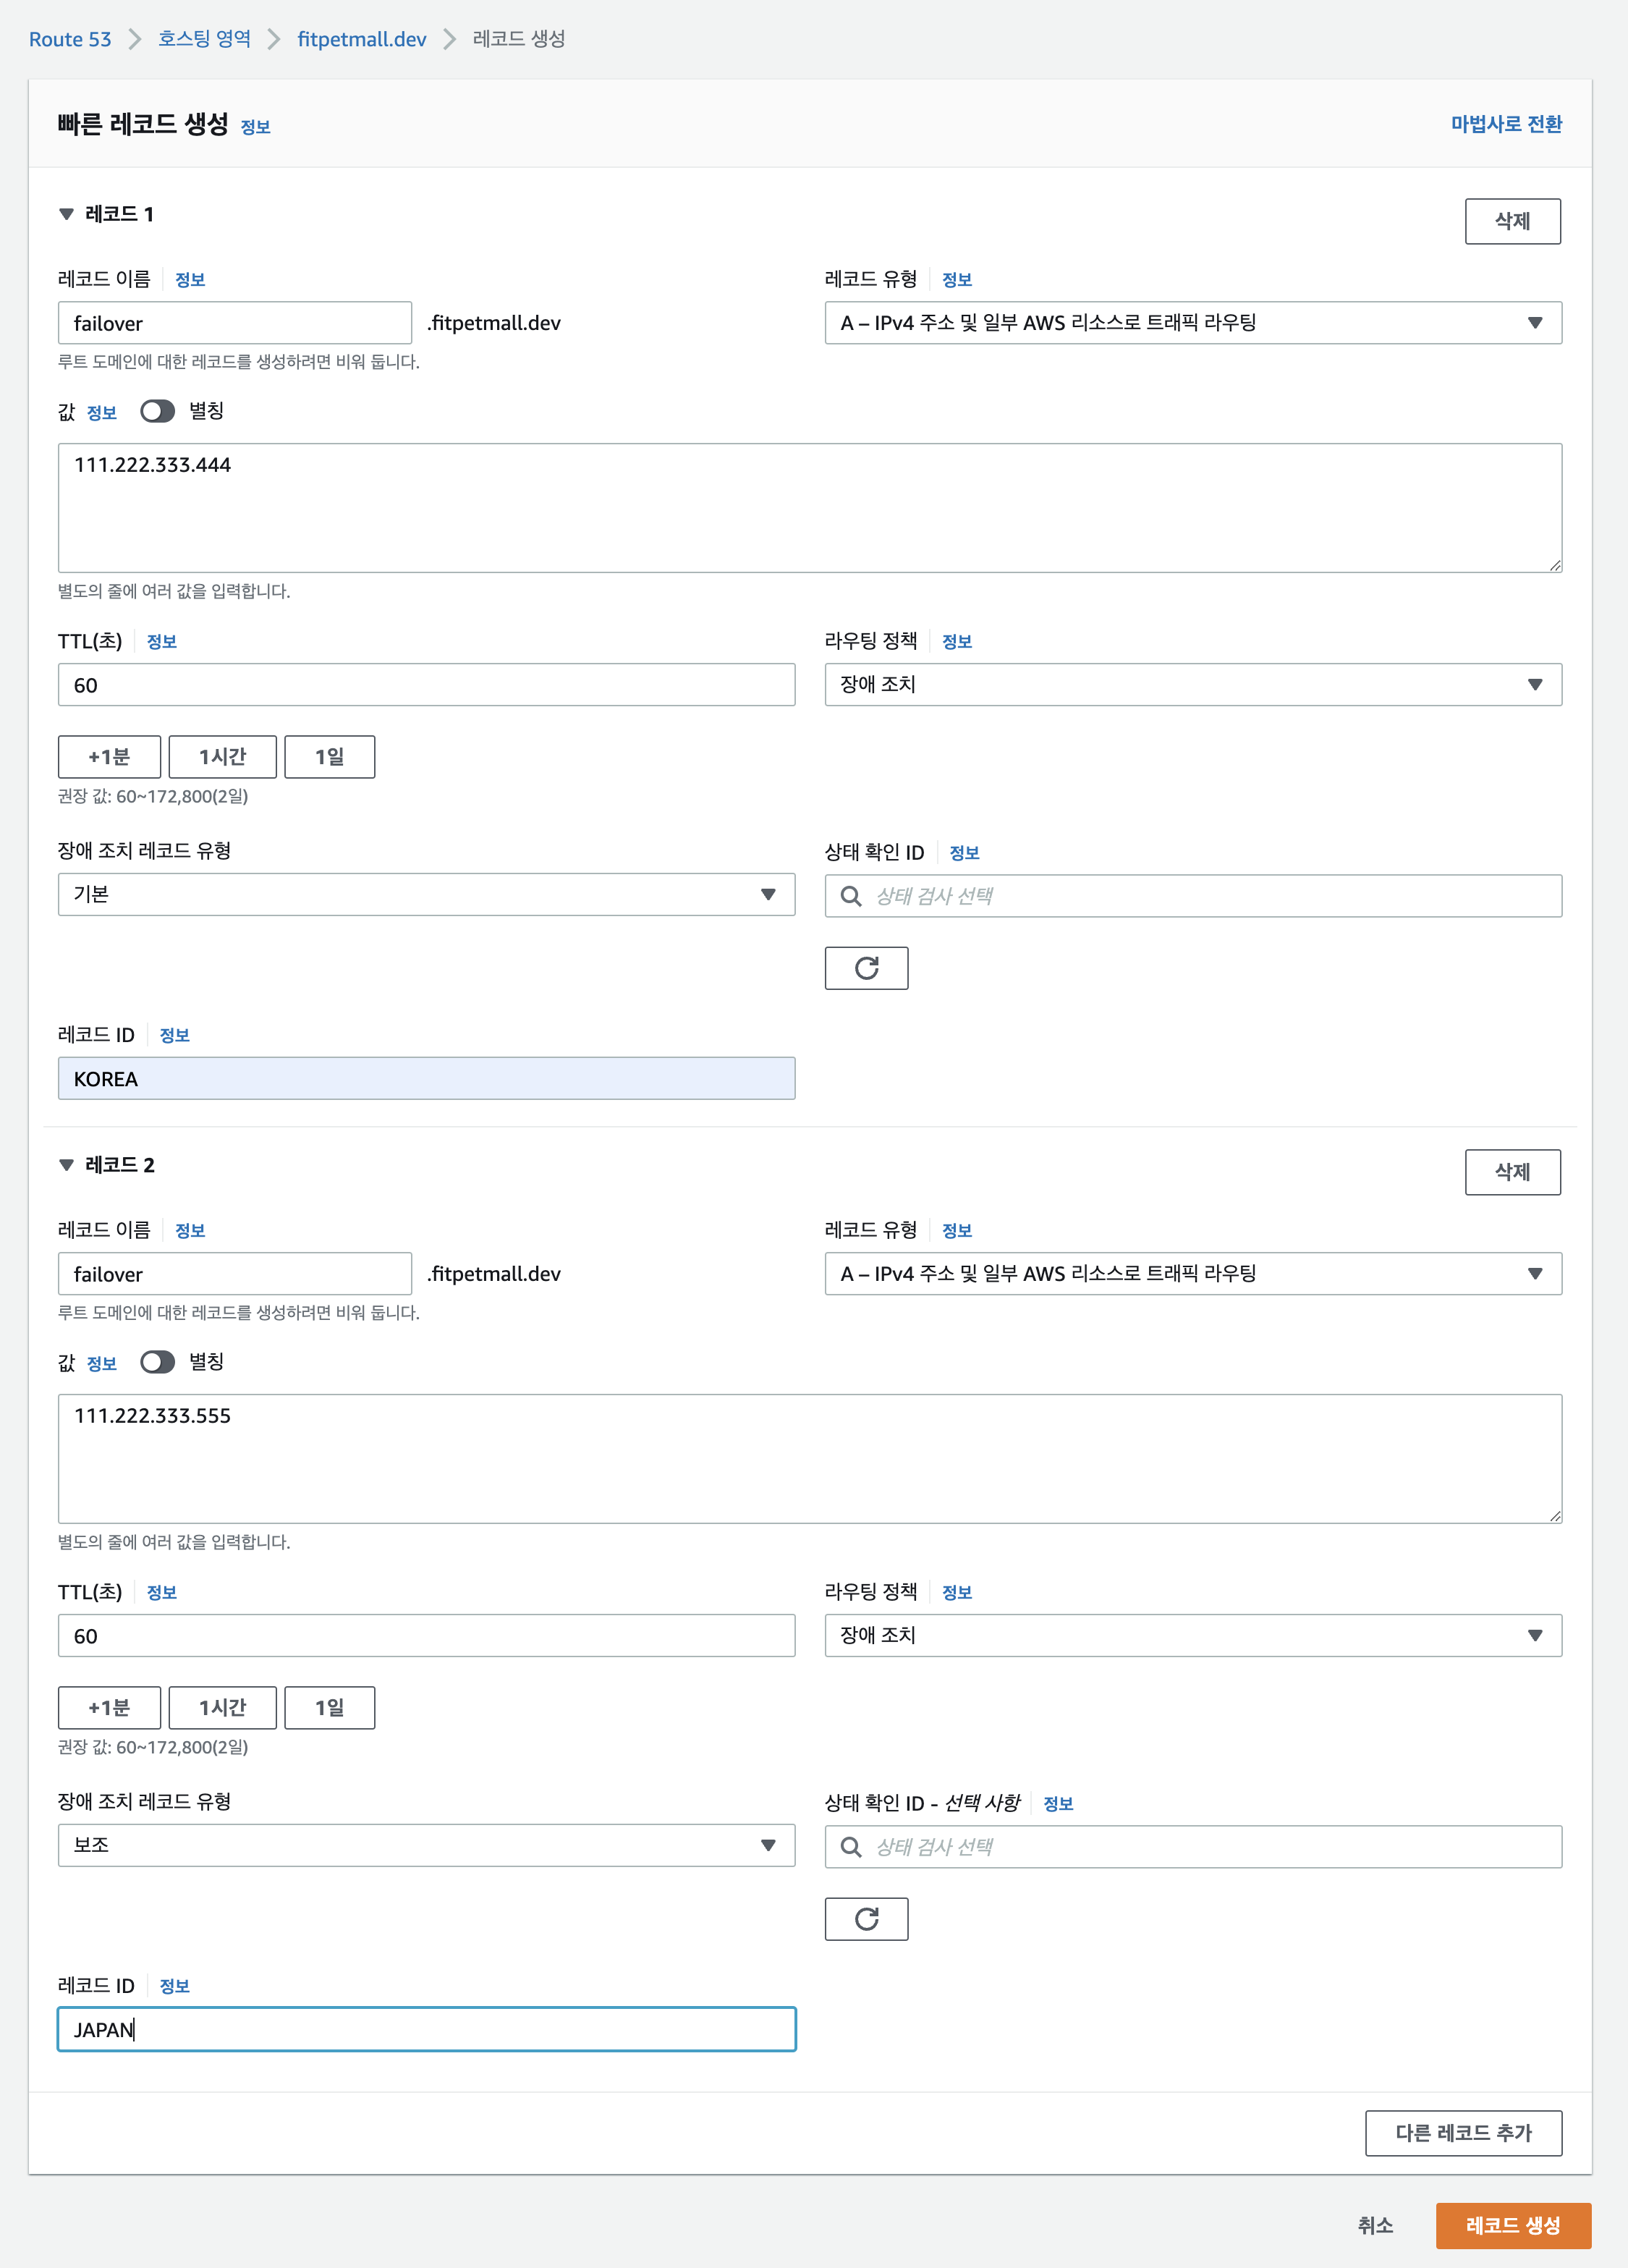 Route 53 > 호스팅 영역 > fitpetmall.dev > 레코드 생성
빠른 레코드 생성 정보
마법사로 전환
레코드 1
삭제
레코드 이름 정보
레코드 유형 정보
failover .fitpetmall.dev
A – IPv4 주소 및 일부 AWS 리소스로 트래픽 라우팅
루트 도메인에 대한 레코드를 생성하려면 비워 둡니다.
값 정보 별칭
111.222.333.444
별도의 줄에 여러 값을 입력합니다.
TTL(초) 정보
라우팅 정책 정보
60
장애 조치
+1분 1시간 1일
권장 값: 60~172,800(2일)
장애 조치 레코드 유형
상태 확인 ID 정보
기본
상태 검사 선택
레코드 ID 정보
KOREA
레코드 2
삭제
레코드 이름 정보
레코드 유형 정보
failover .fitpetmall.dev
A – IPv4 주소 및 일부 AWS 리소스로 트래픽 라우팅
루트 도메인에 대한 레코드를 생성하려면 비워 둡니다.
값 정보 별칭
111.222.333.555
별도의 줄에 여러 값을 입력합니다.
TTL(초) 정보
라우팅 정책 정보
60
장애 조치
+1분 1시간 1일
권장 값: 60~172,800(2일)
장애 조치 레코드 유형
상태 확인 ID - 선택 사항 정보
보조
상태 검사 선택
레코드 ID 정보
JAPAN
다른 레코드 추가
취소
레코드 생성